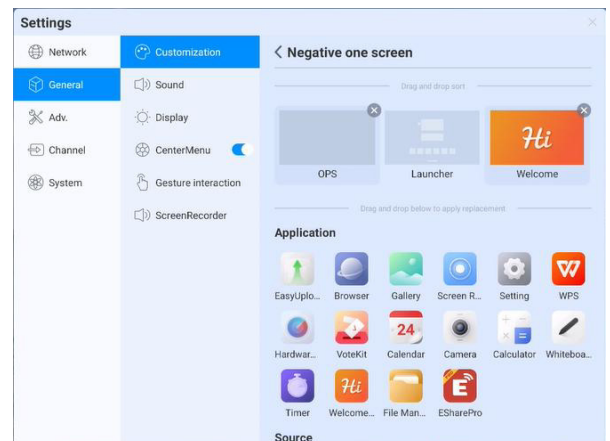 Settings
Network
General
Adv.
Channel
System
Customization
Sound
Display
CenterMenu
Gesture interaction
ScreenRecorder
Negative one screen
Drag and drop sort
Hi
OPS
Launcher
Welcome
Drag and drop below to apply replacement
Application
EasyUplo...
Browser
Gallery
Screen R...
Setting
WPS
24
Hardwar...
VoteKit
Calendar
Camera
Calculator
Whiteboa...
Hi
E
Timer
Welcome...
File Man...
ESharePro
Source